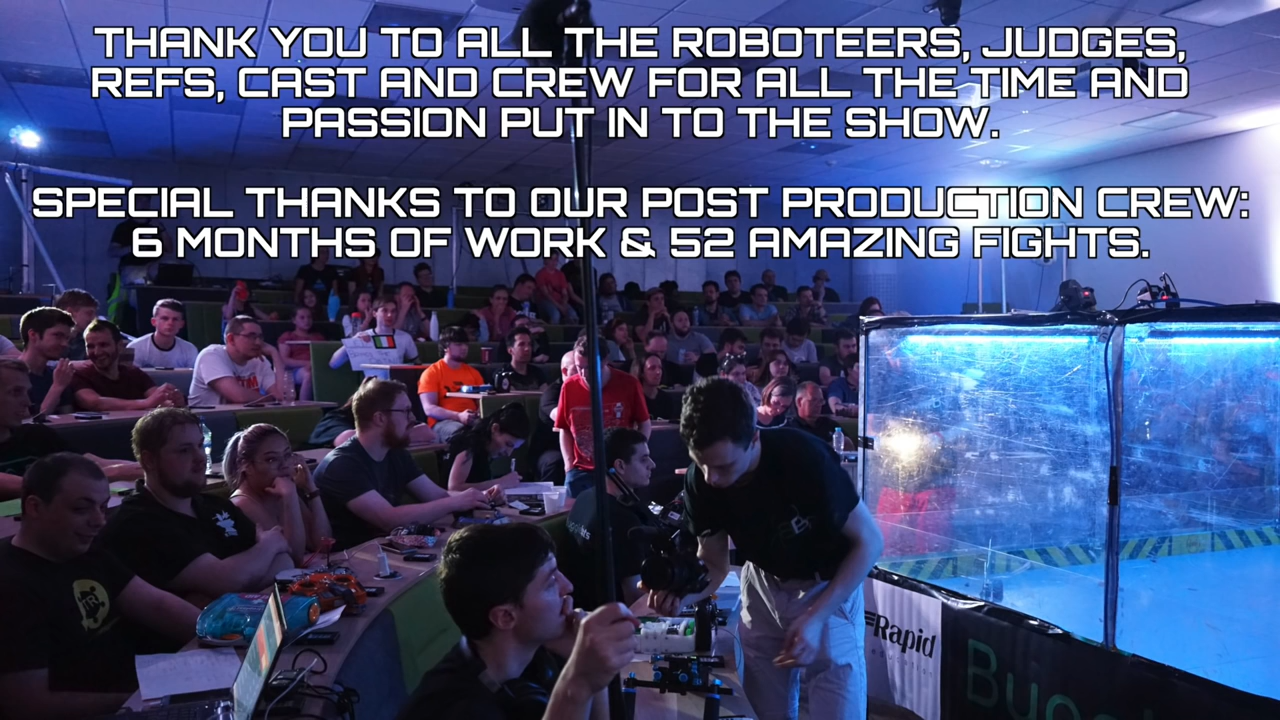 THANK YOU TO ALL THE ROBOTEERS, JUDGES,
REFS, CAST AND CREW FOR ALL THE TIME AND
PASSION PUT IN TO THE SHOW.
SPECIAL THANKS TO OUR POST PRODUCTION CREW:
6 MONTHS OF WORK & 52 AMAZING FIGHTS.
Rapid